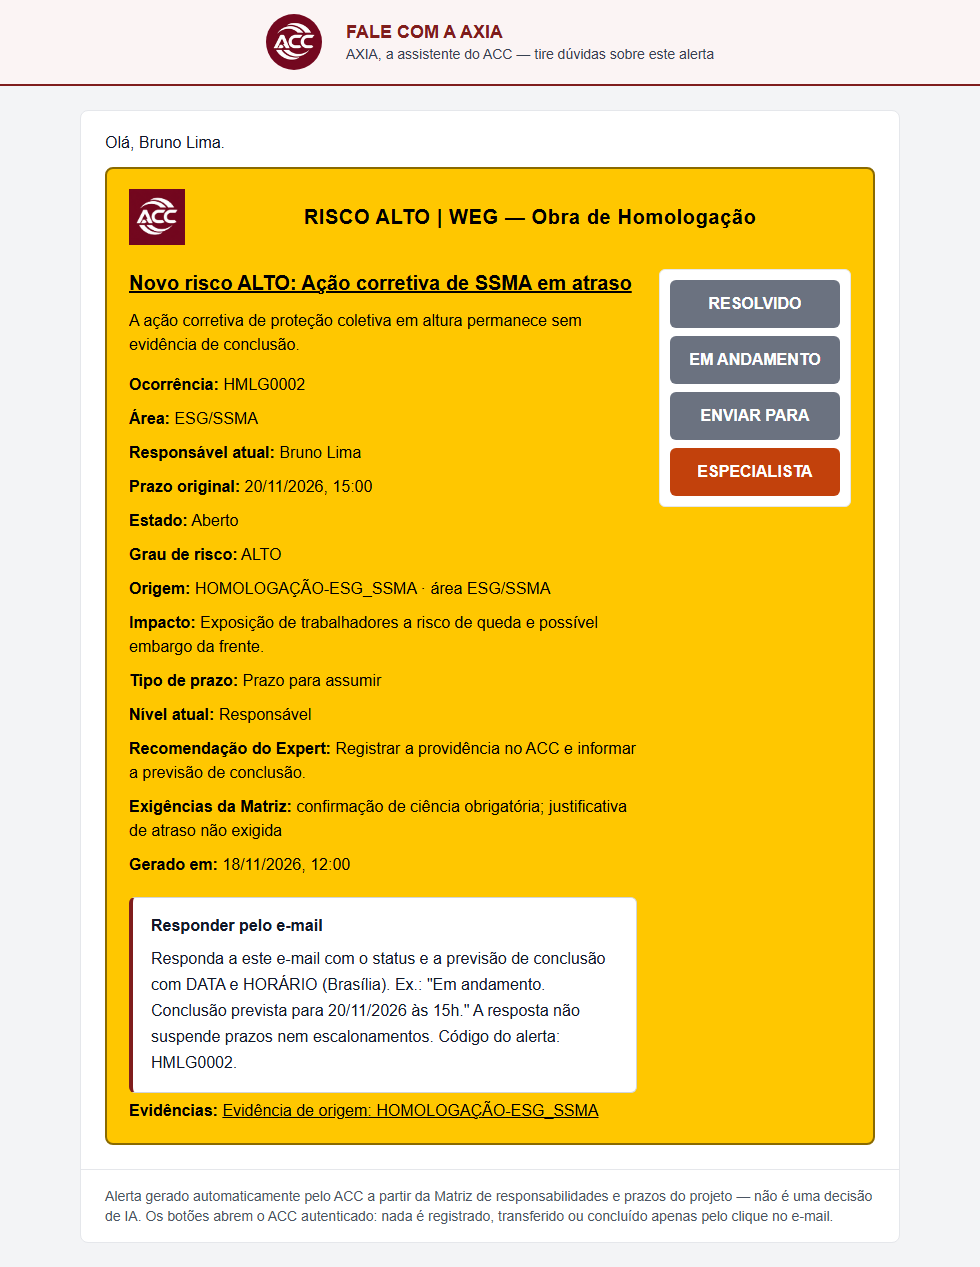 ACC
FALE COM A AXIA
AXIA, a assistente do ACC — tire dúvidas sobre este alerta
Olá, Bruno Lima.
ACC
RISCO ALTO | WEG — Obra de Homologação
Novo risco ALTO: Ação corretiva de SSMA em atraso
A ação corretiva de proteção coletiva em altura permanece sem
evidência de conclusão.
Ocorrência: HMLG0002
Área: ESG/SSMA
Responsável atual: Bruno Lima
Prazo original: 20/11/2026, 15:00
Estado: Aberto
Grau de risco: ALTO
Origem: HOMOLOGAÇÃO-ESG_SSMA · área ESG/SSMA
Impacto: Exposição de trabalhadores a risco de queda e possível
embargo da frente.
Tipo de prazo: Prazo para assumir
Nível atual: Responsável
Recomendação do Expert: Registrar a providência no ACC e informar
a previsão de conclusão.
Exigências da Matriz: confirmação de ciência obrigatória; justificativa
de atraso não exigida
Gerado em: 18/11/2026, 12:00
RESOLVIDO
EM ANDAMENTO
ENVIAR PARA
ESPECIALISTA
Responder pelo e-mail
Responda a este e-mail com o status e a previsão de conclusão
com DATA e HORÁRIO (Brasília). Ex.: "Em andamento.
Conclusão prevista para 20/11/2026 às 15h." A resposta não
suspende prazos nem escalonamentos. Código do alerta:
HMLG0002.
Evidências: Evidência de origem: HOMOLOGAÇÃO-ESG_SSMA
Alerta gerado automaticamente pelo ACC a partir da Matriz de responsabilidades e prazos do projeto — não é uma decisão
de IA. Os botões abrem o ACC autenticado: nada é registrado, transferido ou concluído apenas pelo clique no e-mail.